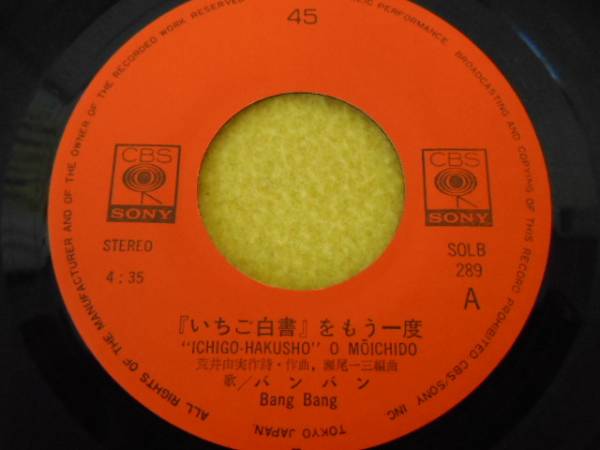 45
ALL RIGHTS OF THE MANUFACTURER AND OF THE OWNER OF THE RECORDED WORK RESERVED
PERFORMANCE, BROADCASTING AND COPYING OF THIS RECORD PROHIBITED CBS/SONY INC.
TOKYO JAPAN
CBS
SONY
CBS
SONY
STEREO
4:35
SOLB
289
A
『いちご白書』をもう一度
"ICHIGO-HAKUSHO" O MŌICHIDO
荒井由実作詩・作曲, 瀬尾一三編曲
歌/バンバン
Bang Bang